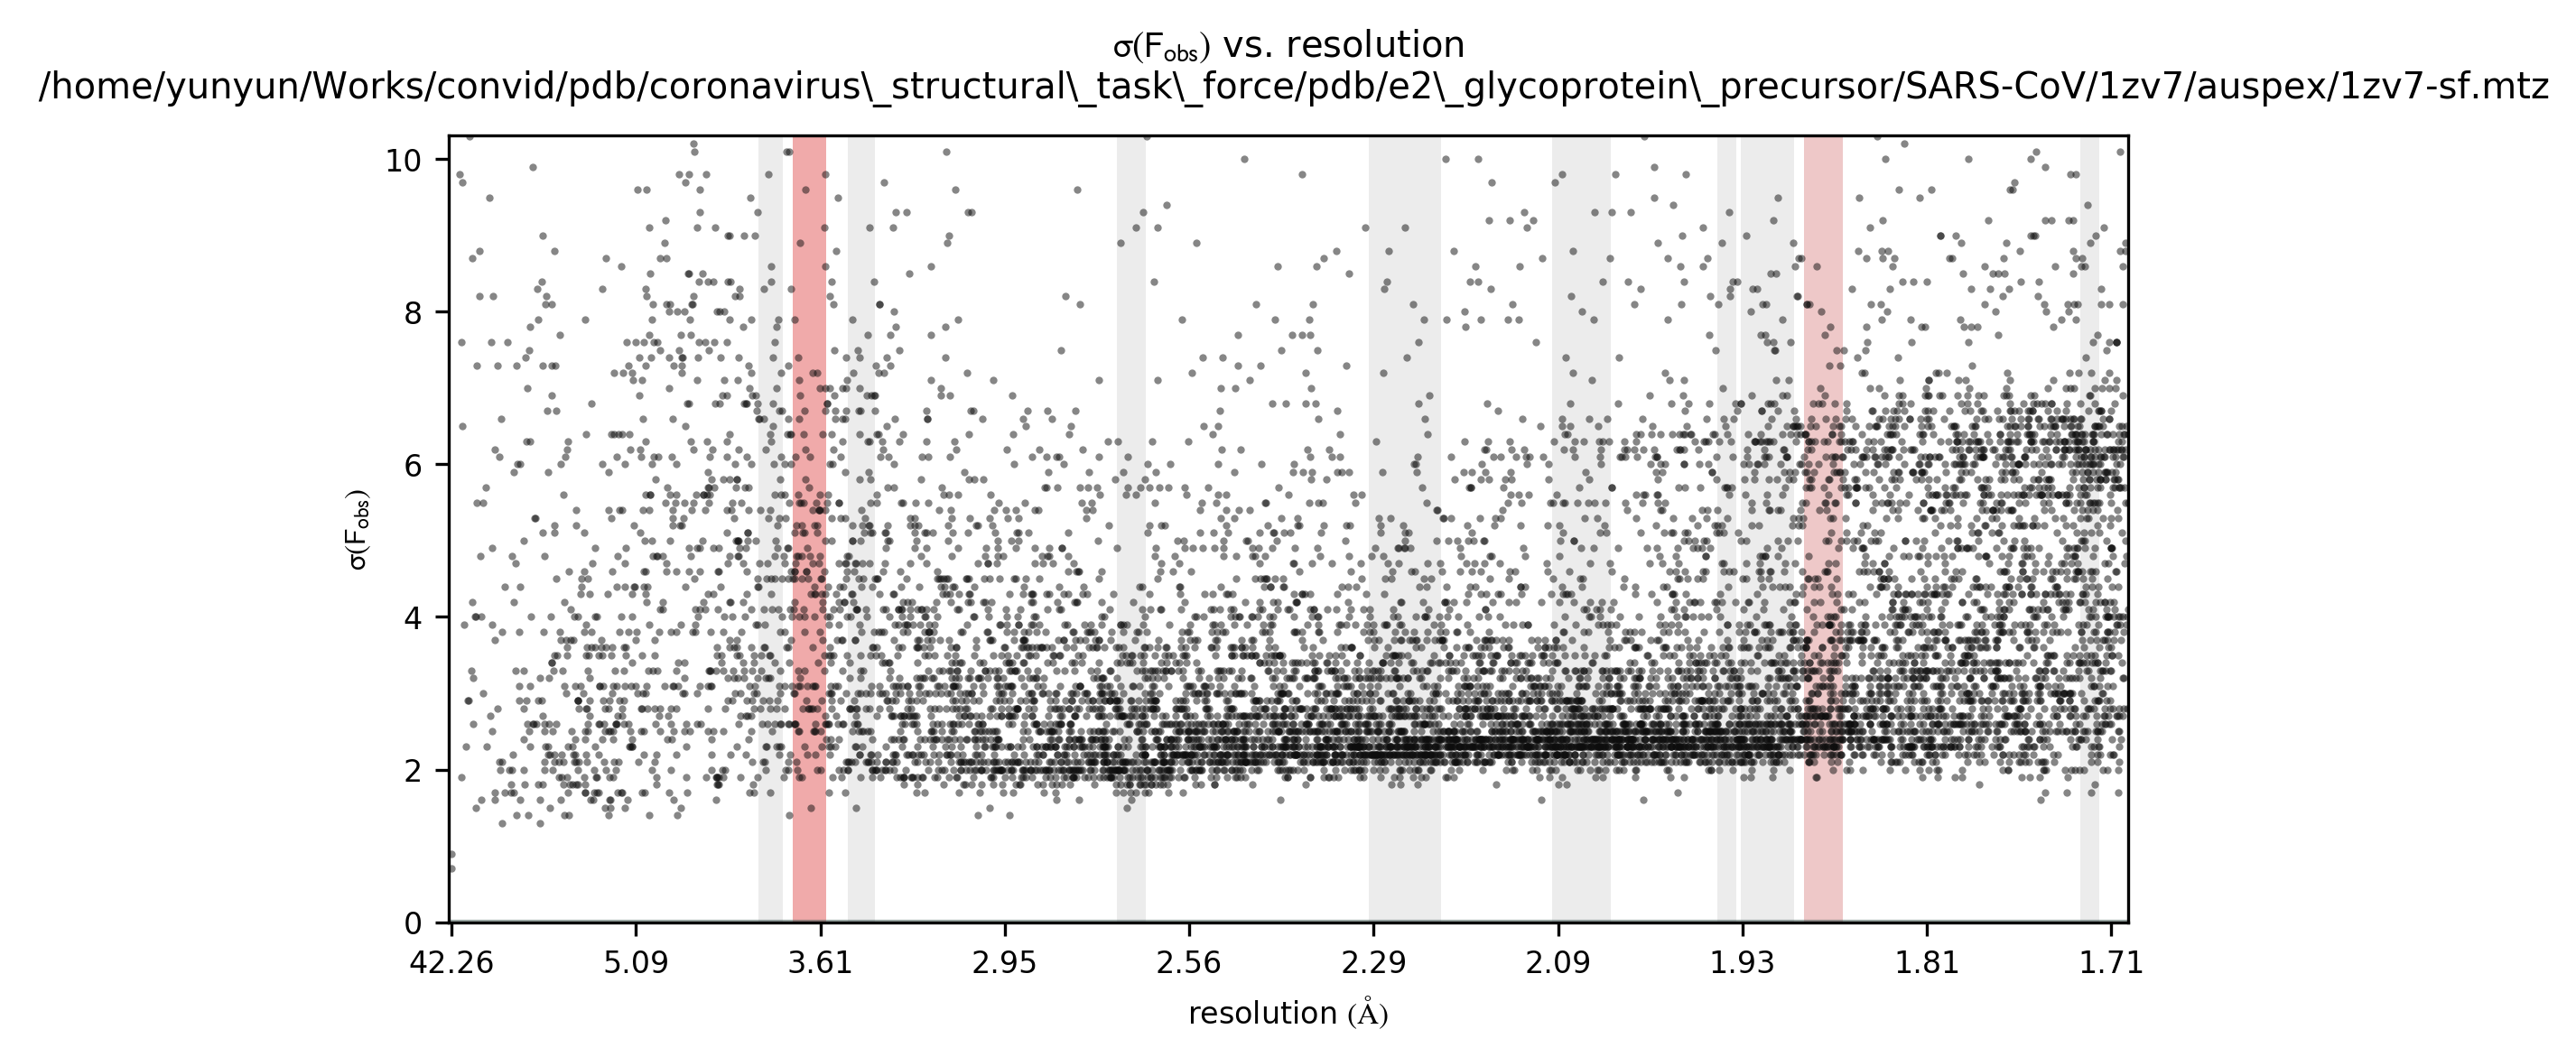 σ(F_obs) vs. resolution
/home/yunyun/Works/convid/pdb/coronavirus\_structural\_task\_force/pdb/e2\_glycoprotein\_precursor/SARS-CoV/1zv7/auspex/1zv7-sf.mtz
10
8
6
4
2
0
σ(F_obs)
42.26 5.09 3.61 2.95 2.56 2.29 2.09 1.93 1.81 1.71
resolution (Å)